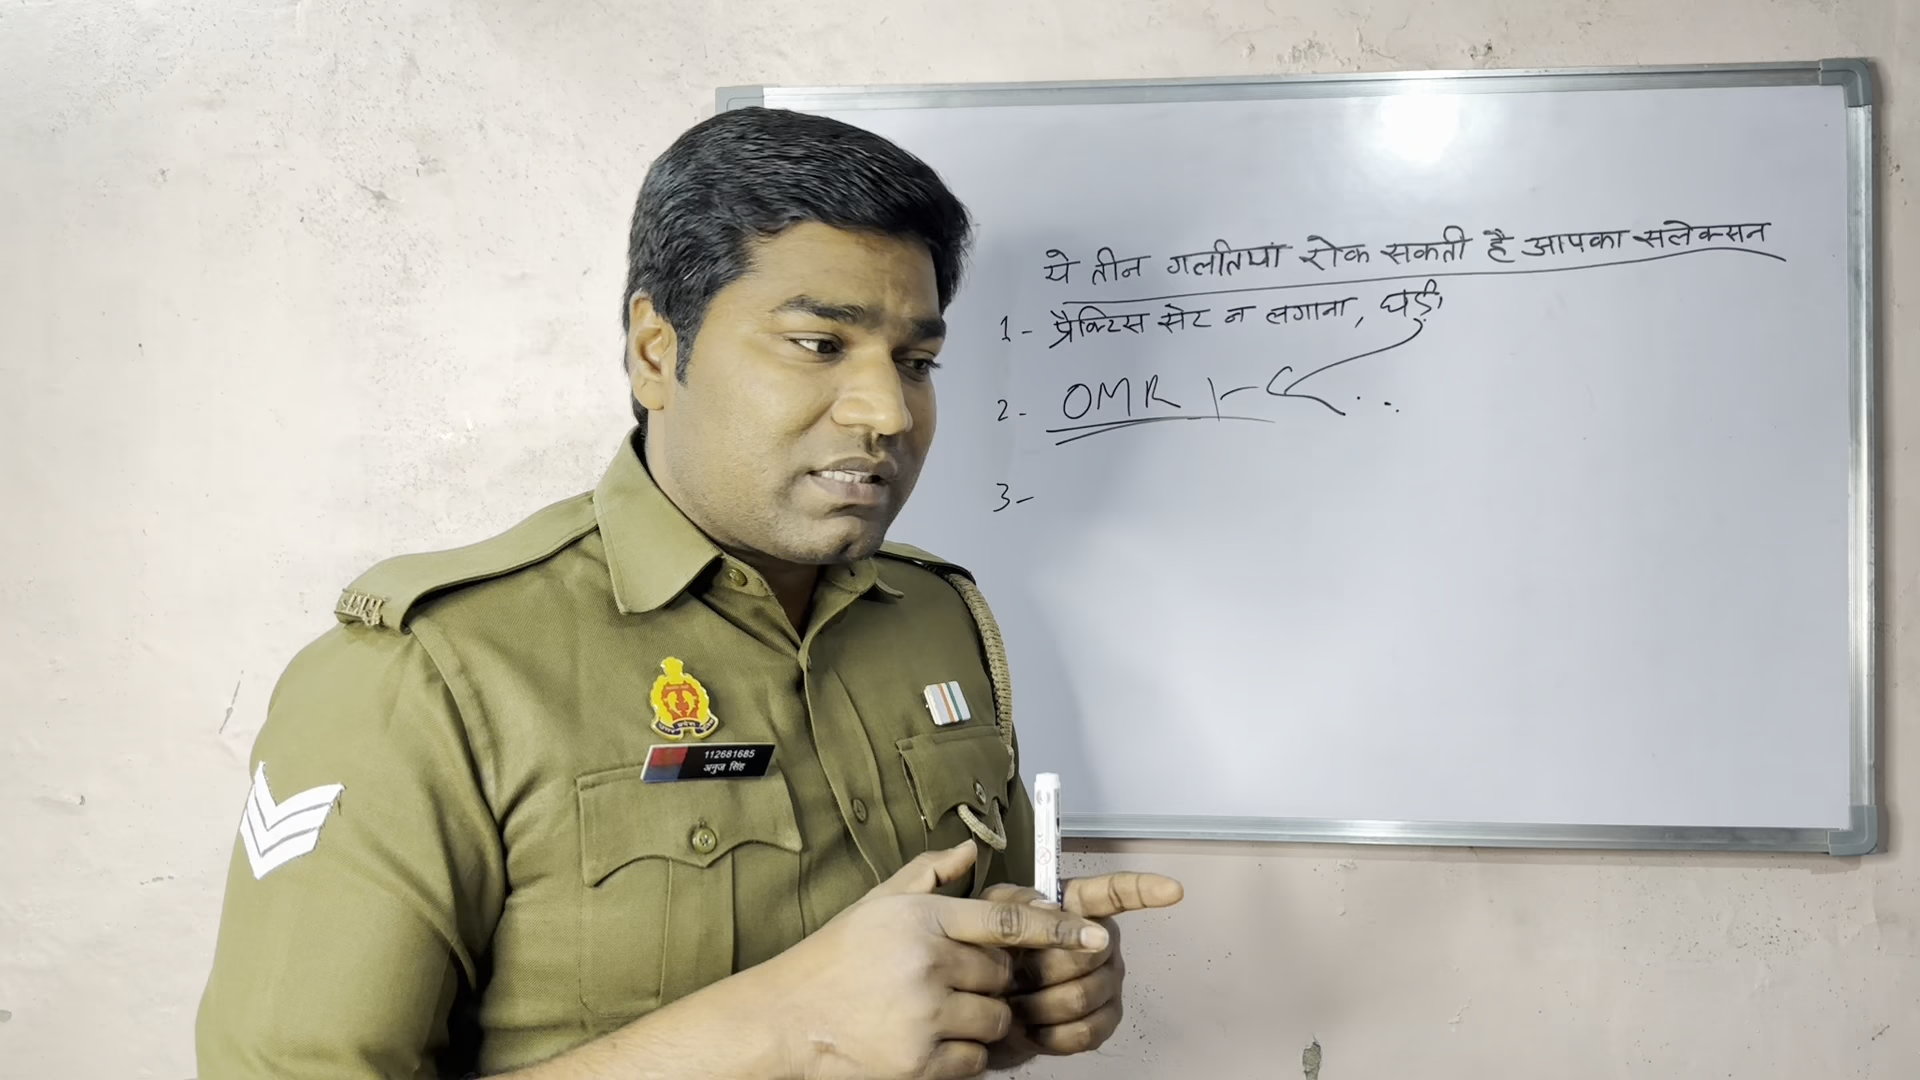 ये तीन गलतियां रोक सकती है आपका सलेक्सन
1- प्रैक्टिस सेट न लगाना, घड़ी
2- OMR
3-
112681685
अनुज सिंह